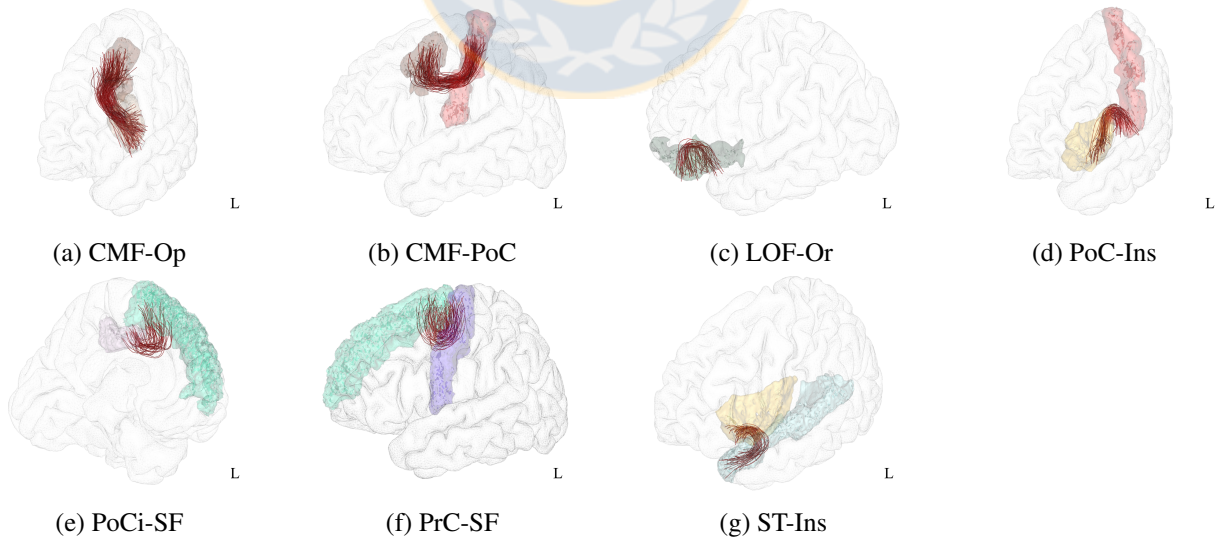 L
L
L
L
(a) CMF-Op
(b) CMF-PoC
(c) LOF-Or
(d) PoC-Ins
L
L
L
(e) PoCi-SF
(f) PrC-SF
(g) ST-Ins